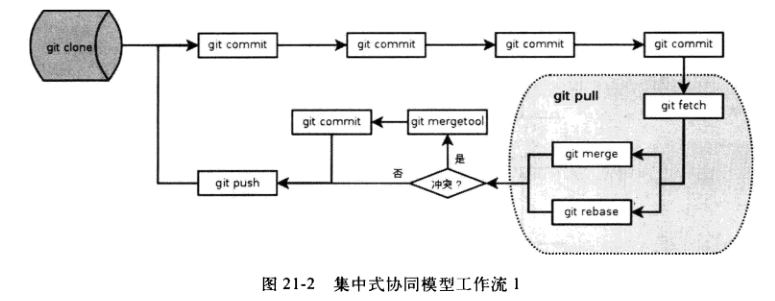 git clone
git commit
git commit
git commit
git commit
git pull
git fetch
git commit
git mergetool
git merge
是
否
冲突？
git push
git rebase
图 21-2 集中式协同模型工作流 1